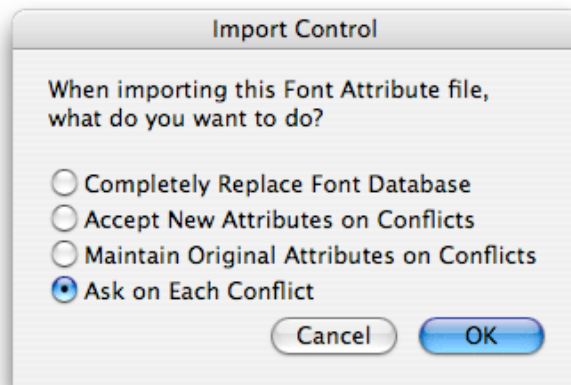 Import Control
When importing this Font Attribute file,
what do you want to do?
Completely Replace Font Database
Accept New Attributes on Conflicts
Maintain Original Attributes on Conflicts
Ask on Each Conflict
Cancel OK